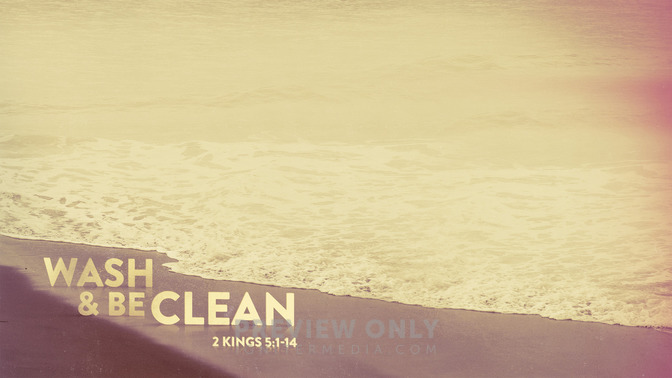 WASH
& BE CLEAN
2 KINGS 5:1-14
PREVIEW ONLY